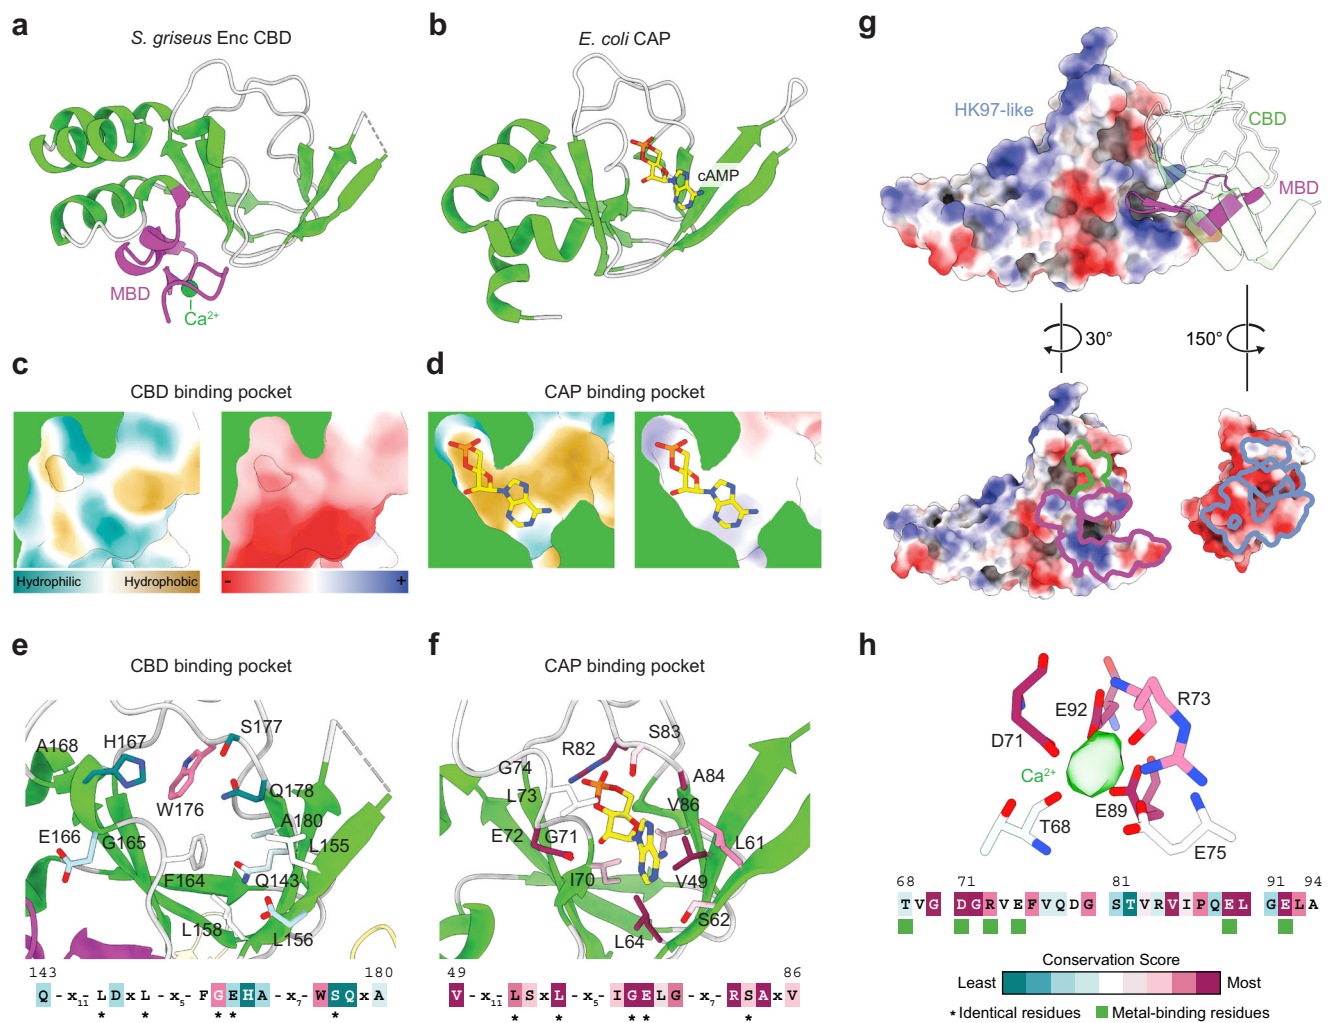 a
S. griseus Enc CBD
MBD
Ca²⁺
b
E. coli CAP
cAMP
c
CBD binding pocket
Hydrophilic
Hydrophobic
-
+
d
CAP binding pocket
e
CBD binding pocket
S177
H167
A168
Q178
W176
A180
E166
G165
L155
F164
Q143
L158
L156
143
180
Q - x₁₁ L D x L - x₅ - F G E H A - x₇ - W S Q x A
* * * * *
f
CAP binding pocket
S83
R82
G74
A84
L73
V86
E72
G71
L61
I70
V49
S62
L64
49
86
V - x₁₁ L S x L - x₅ - I G E L G - x₇ - R S A x V
* * * * *
g
HK97-like
CBD
MBD
30°
150°
h
E92
R73
D71
Ca²⁺
E89
T68
E75
68
71
81
91
94
T V G D G R V E F V Q D G S T V R V I P Q E L G E L A
Conservation Score
Least
Most
* Identical residues
Metal-binding residues